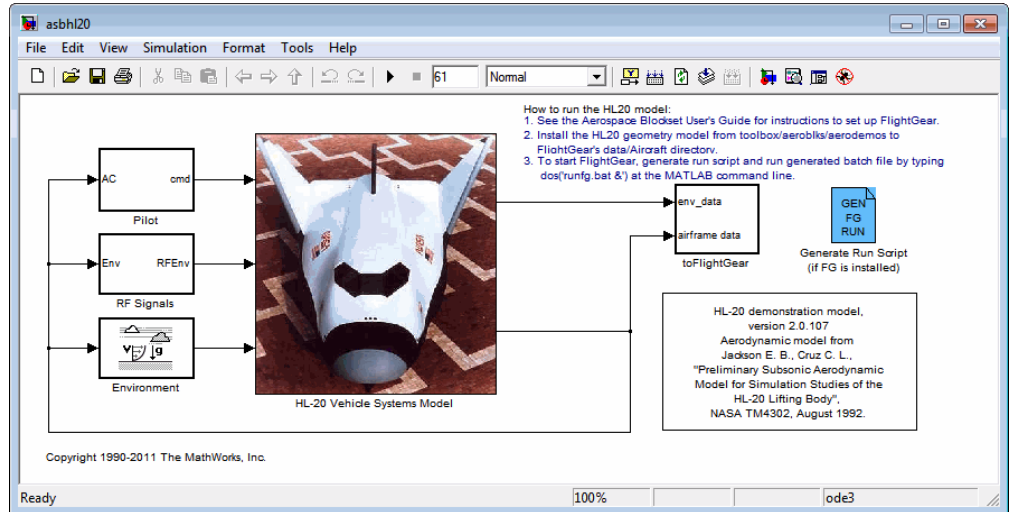 asbhl20
File Edit View Simulation Format Tools Help
61 Normal
How to run the HL20 model:
1. See the Aerospace Blockset User's Guide for instructions to set up FlightGear.
2. Install the HL20 geometry model from toolbox/aeroblks/aerodemos to
FlightGear's data/Aircraft directory.
3. To start FlightGear, generate run script and run generated batch file by typing
dos('runfg.bat &') at the MATLAB command line.
AC cmd
Pilot
Env RFEnv
RF Signals
V g
Environment
HL-20 Vehicle Systems Model
env_data
airframe data
toFlightGear
GEN
FG
RUN
Generate Run Script
(if FG is installed)
HL-20 demonstration model,
version 2.0.107
Aerodynamic model from
Jackson E. B., Cruz C. L.,
"Preliminary Subsonic Aerodynamic
Model for Simulation Studies of the
HL-20 Lifting Body",
NASA TM4302, August 1992.
Copyright 1990-2011 The MathWorks, Inc.
Ready 100% ode3